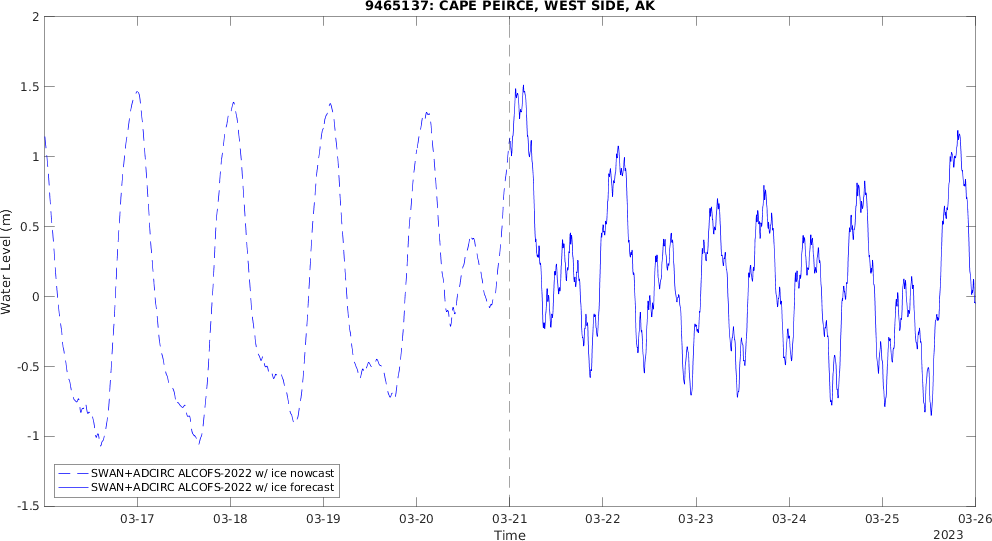 9465137: CAPE PEIRCE, WEST SIDE, AK
2
1.5
1
0.5
0
-0.5
-1
-1.5
Water Level (m)
SWAN+ADCIRC ALCOFS-2022 w/ ice nowcast
SWAN+ADCIRC ALCOFS-2022 w/ ice forecast
03-17 03-18 03-19 03-20 03-21 03-22 03-23 03-24 03-25 03-26
Time
2023